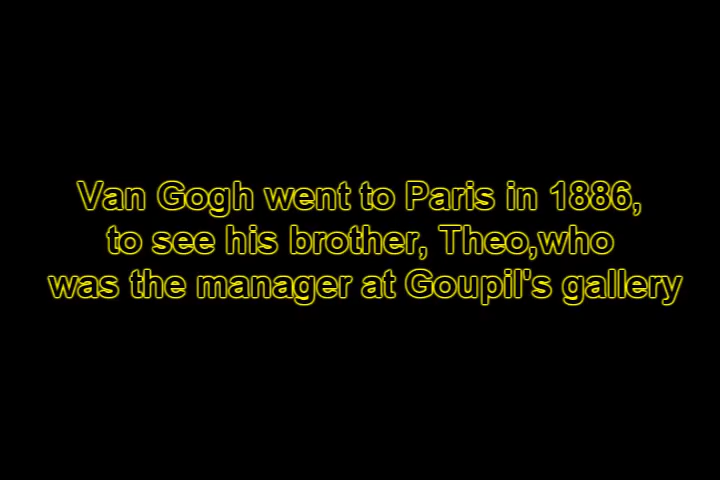 Van Gogh went to Paris in 1886,
to see his brother, Theo,who
was the manager at Goupil's gallery